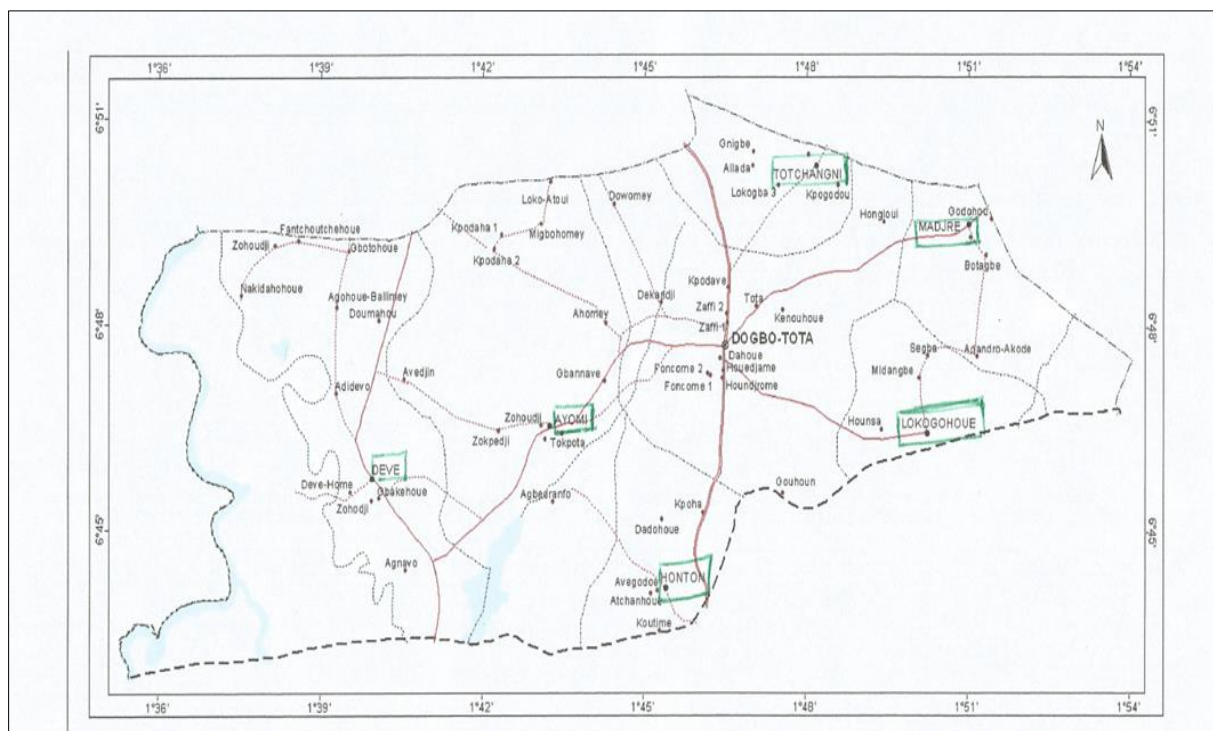 1°36' 1°39' 1°42' 1°45' 1°48' 1°51' 1°54'
6°51' 6°51'
N
Gnigbe
Allada
TOTCHANGNI
Lokogba 3 Kpogodou
Loko-Atoui
Dowomey
Hongjoui
Godohou
MADJRE
Kpodaha 1
Migbohomey
Fantchoutchehoue
Zohoudji
Gbotohoue
Kpodaha 2
Botagbe
Nakidahohoue
Agohoue-Ballimey
Doumahou
Dekandji
Kpodave
Tota
Zaffi 2
Kenouhoue
Ahomey
Zaffi 1
6°48' 6°48'
DOGBO-TOTA
Dahoue
Segba
Adandro-Akode
Foncome 2 Houedjame
Gbannave
Midangbe
Avedjin
Foncome 1 Houndjrome
Adidevo
Zohoudji AYOMI
Hounsa
LOKOGOHOUE
Zokpedji Tokpota
DEVE
Deve-Home
Gbakehoue
Zohodji
Agbedranfo
Gouhoun
Kpoha
Dadohoue
6°45' 6°45'
Agnavo
HONTON
Avegodoe
Atchanhoue
Koutime
1°36' 1°39' 1°42' 1°45' 1°48' 1°51' 1°54'